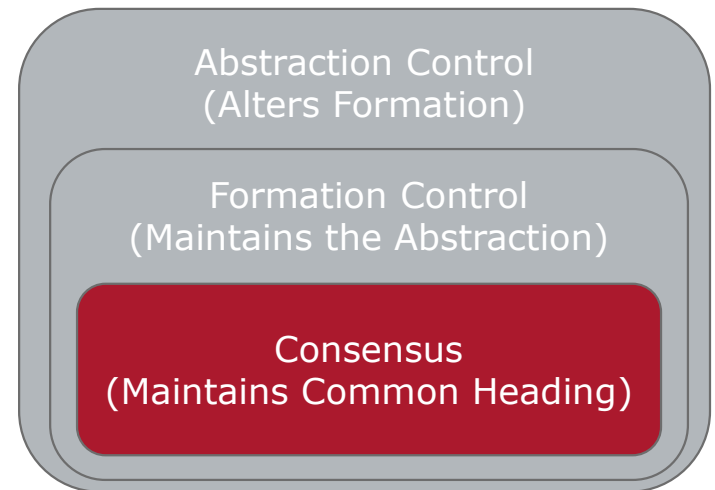 Abstraction Control
(Alters Formation)
Formation Control
(Maintains the Abstraction)
Consensus
(Maintains Common Heading)